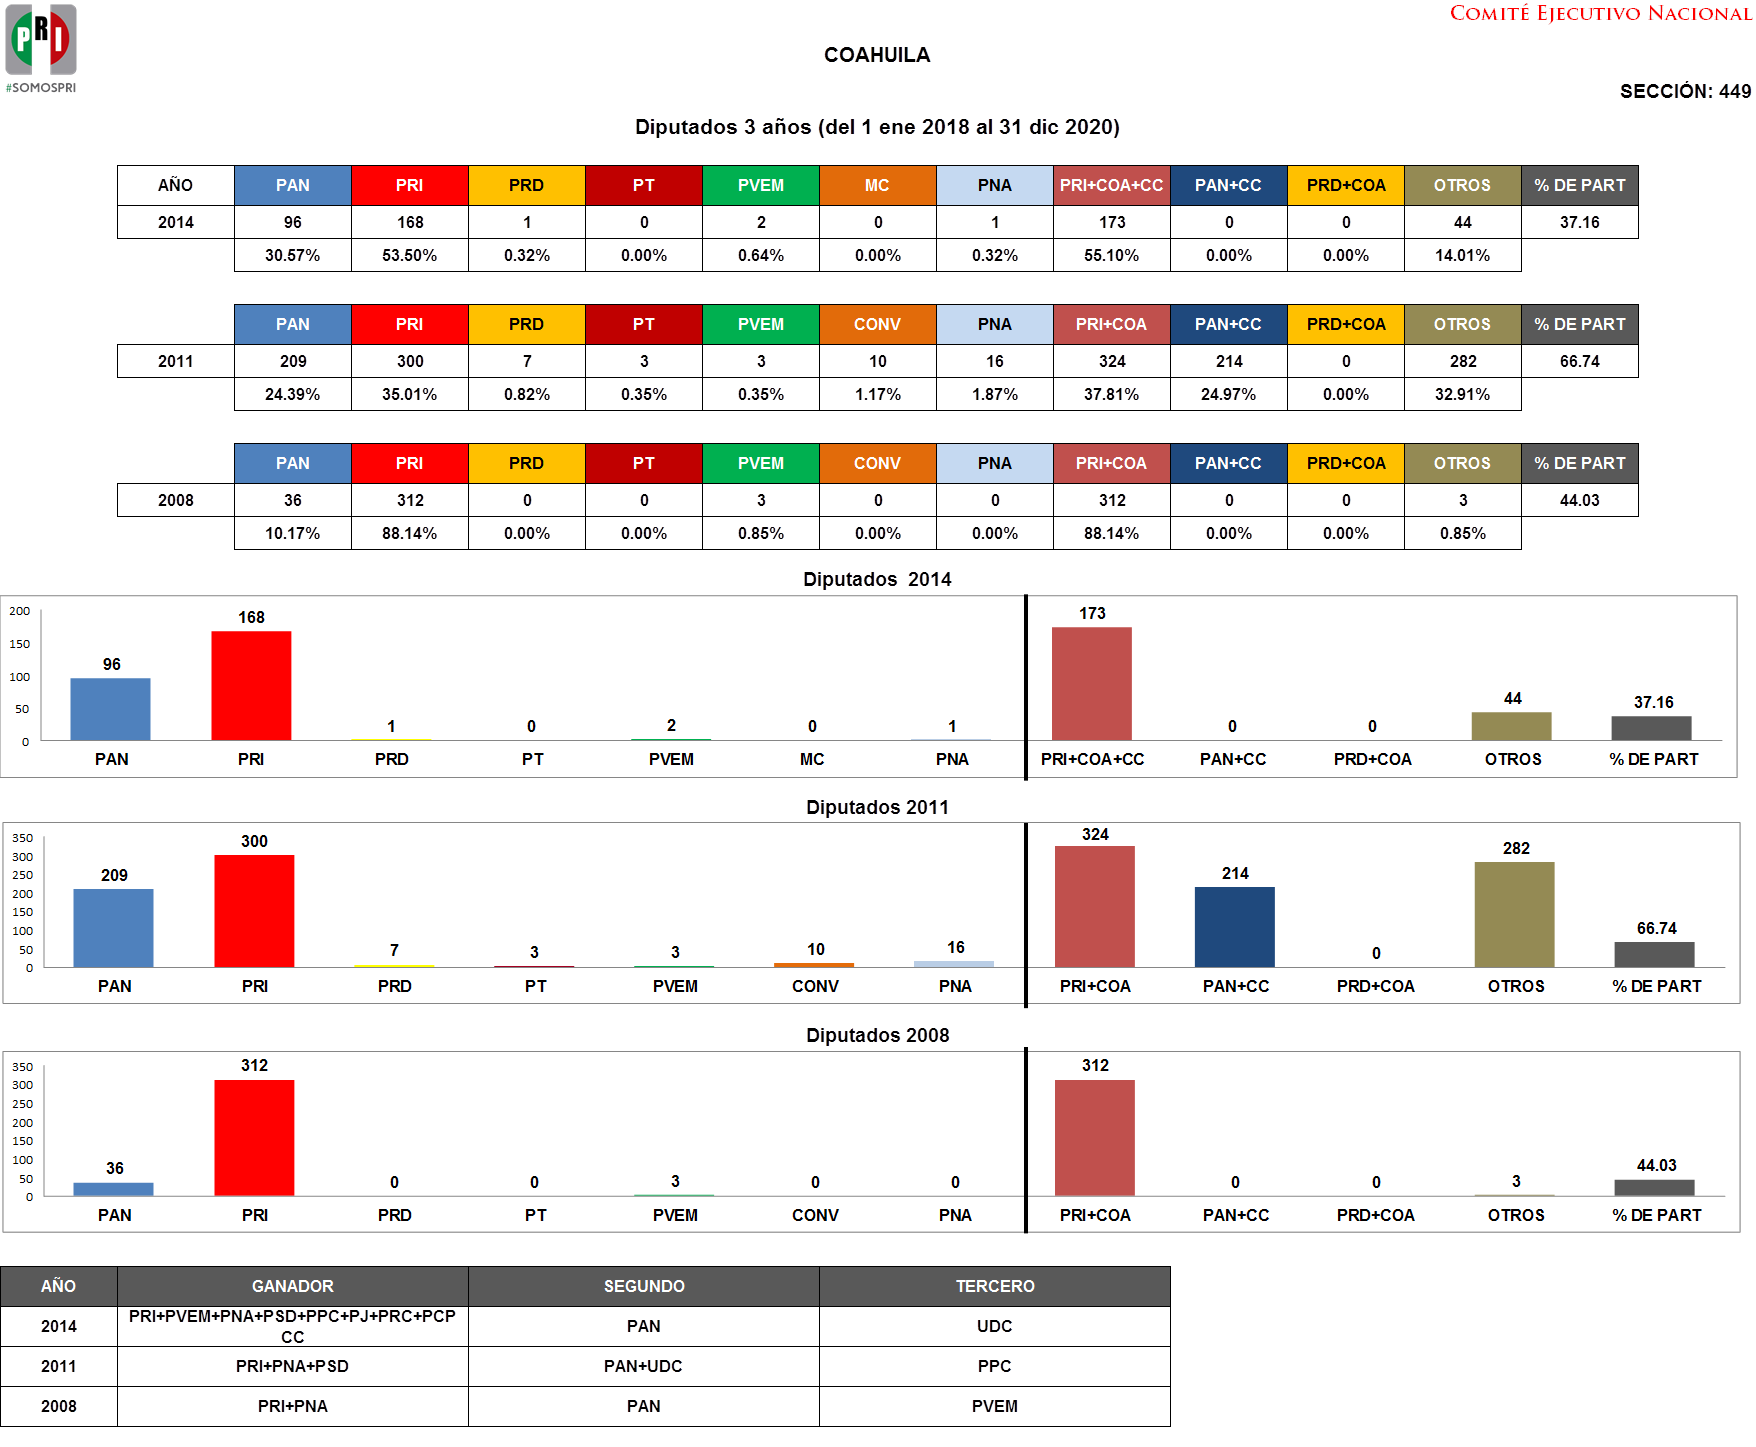 PRI
#SOMOSPRI
COMITÉ EJECUTIVO NACIONAL
COAHUILA
SECCIÓN: 449
Diputados 3 años (del 1 ene 2018 al 31 dic 2020)
AÑO PAN PRI PRD PT PVEM MC PNA PRI+COA+CC PAN+CC PRD+COA OTROS % DE PART
2014 96 168 1 0 2 0 1 173 0 0 44 37.16
30.57% 53.50% 0.32% 0.00% 0.64% 0.00% 0.32% 55.10% 0.00% 0.00% 14.01%
PAN PRI PRD PT PVEM CONV PNA PRI+COA PAN+CC PRD+COA OTROS % DE PART
2011 209 300 7 3 3 10 16 324 214 0 282 66.74
24.39% 35.01% 0.82% 0.35% 0.35% 1.17% 1.87% 37.81% 24.97% 0.00% 32.91%
PAN PRI PRD PT PVEM CONV PNA PRI+COA PAN+CC PRD+COA OTROS % DE PART
2008 36 312 0 0 3 0 0 312 0 0 3 44.03
10.17% 88.14% 0.00% 0.00% 0.85% 0.00% 0.00% 88.14% 0.00% 0.00% 0.85%
Diputados 2014
200
150
100
50
0
96 168 1 0 2 0 1 173 0 0 44 37.16
PAN PRI PRD PT PVEM MC PNA PRI+COA+CC PAN+CC PRD+COA OTROS % DE PART
Diputados 2011
350
300
250
200
150
100
50
0
209 300 7 3 3 10 16 324 214 0 282 66.74
PAN PRI PRD PT PVEM CONV PNA PRI+COA PAN+CC PRD+COA OTROS % DE PART
Diputados 2008
350
300
250
200
150
100
50
0
36 312 0 0 3 0 0 312 0 0 3 44.03
PAN PRI PRD PT PVEM CONV PNA PRI+COA PAN+CC PRD+COA OTROS % DE PART
AÑO GANADOR SEGUNDO TERCERO
2014 PRI+PVEM+PNA+PSD+PPC+PJ+PRC+PCP CC PAN UDC
2011 PRI+PNA+PSD PAN+UDC PPC
2008 PRI+PNA PAN PVEM